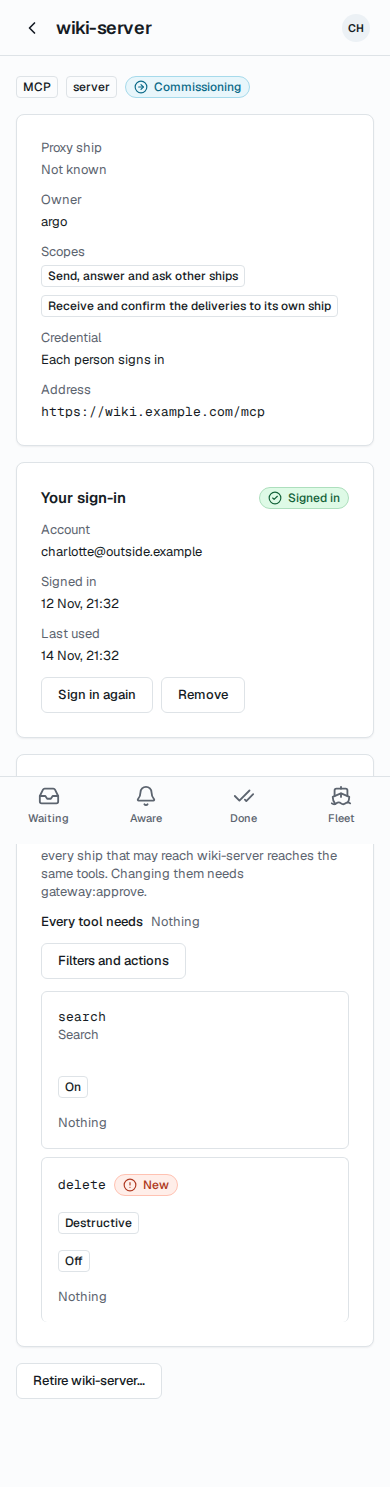 wiki-server
CH
MCP
server
Commissioning
Proxy ship
Not known
Owner
argo
Scopes
Send, answer and ask other ships
Receive and confirm the deliveries to its own ship
Credential
Each person signs in
Address
https://wiki.example.com/mcp
Your sign-in
Signed in
Account
charlotte@outside.example
Signed in
12 Nov, 21:32
Last used
14 Nov, 21:32
Sign in again
Remove
Waiting
Aware
Done
Fleet
every ship that may reach wiki-server reaches the
same tools. Changing them needs
gateway:approve.
Every tool needs Nothing
Filters and actions
search
Search
On
Nothing
delete
New
Destructive
Off
Nothing
Retire wiki-server...